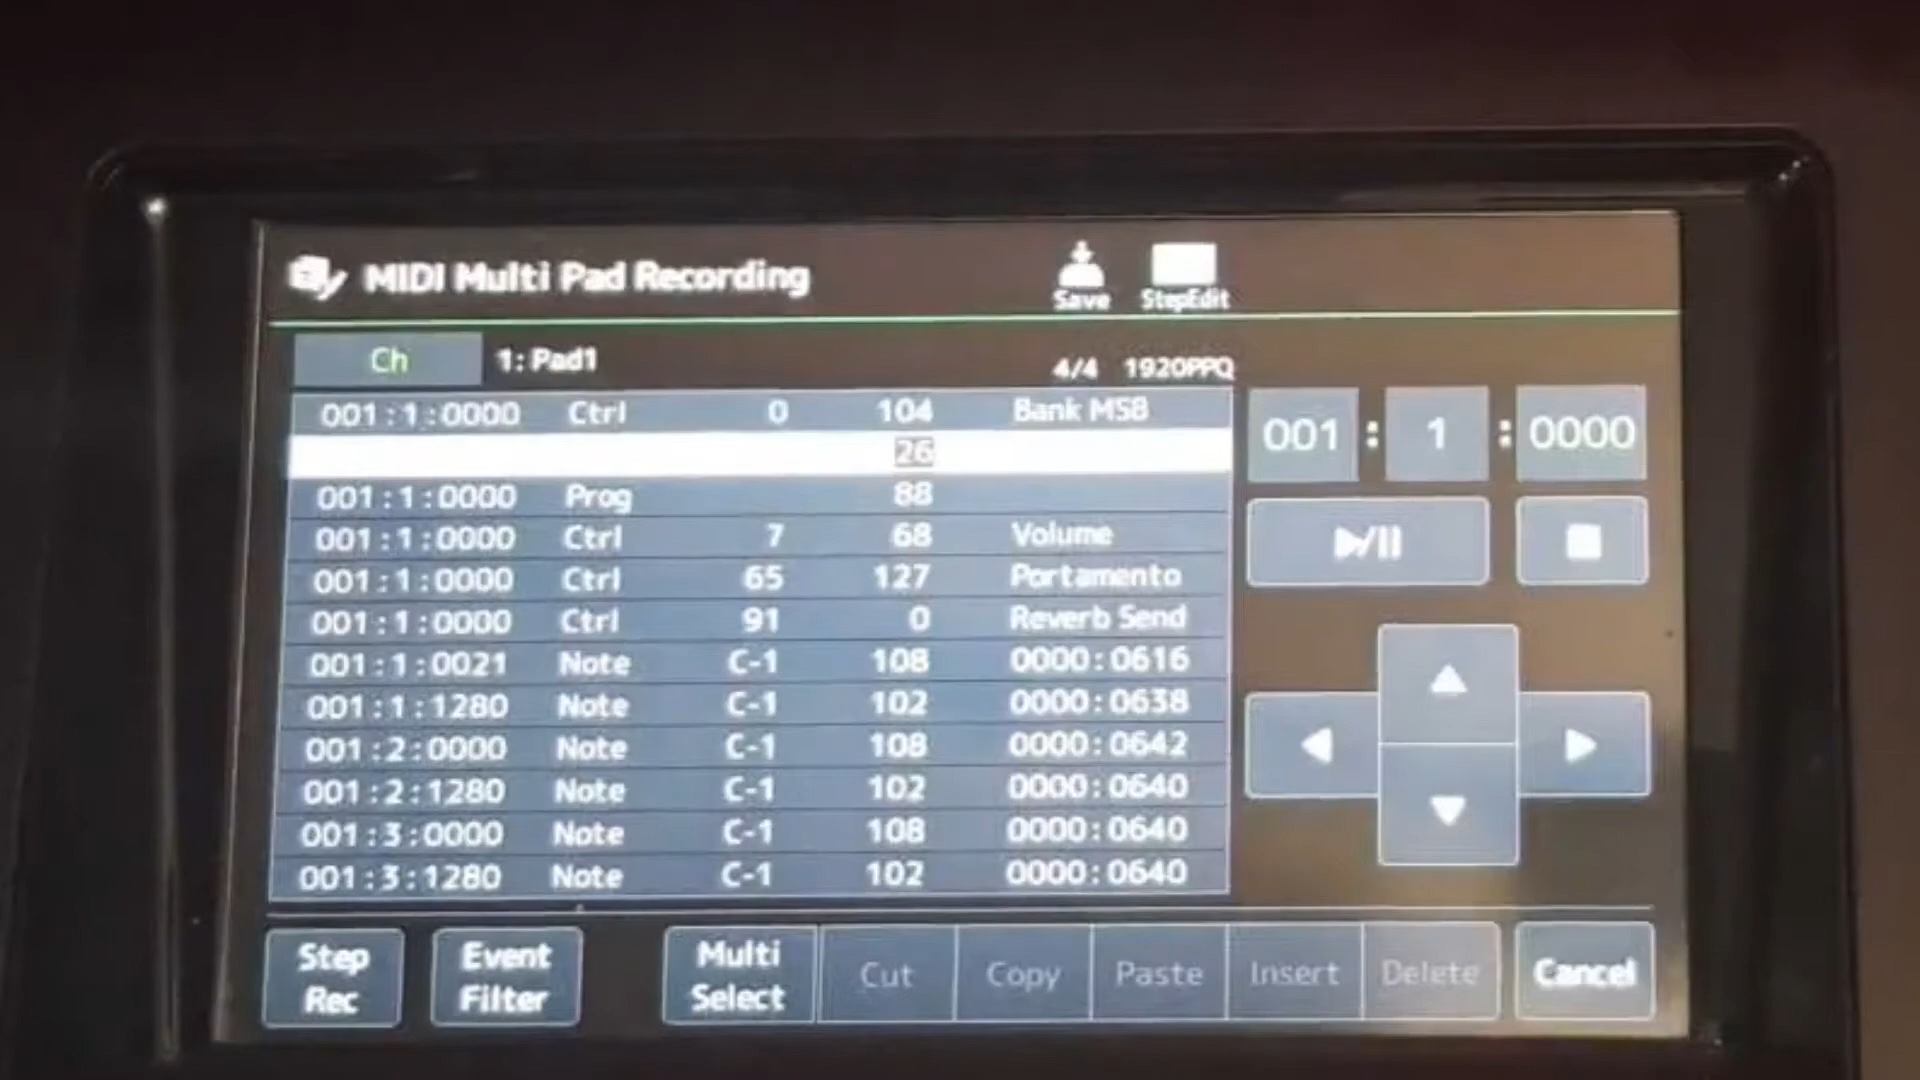 MIDI Multi Pad Recording
Save
StepEdit
Ch 1: Pad1 4/4 1920PPQ
001:1:0000 Ctrl 0 104 Bank MSB
26
001:1:0000 Prog 88
001:1:0000 Ctrl 7 68 Volume
001:1:0000 Ctrl 65 127 Portamento
001:1:0000 Ctrl 91 0 Reverb Send
001:1:0021 Note C-1 108 0000:0616
001:1:1280 Note C-1 102 0000:0638
001:2:0000 Note C-1 108 0000:0642
001:2:1280 Note C-1 102 0000:0640
001:3:0000 Note C-1 108 0000:0640
001:3:1280 Note C-1 102 0000:0640
001 : 1 : 0000
Step
Rec
Event
Filter
Multi
Select
Cut
Copy
Paste
Insert
Delete
Cancel